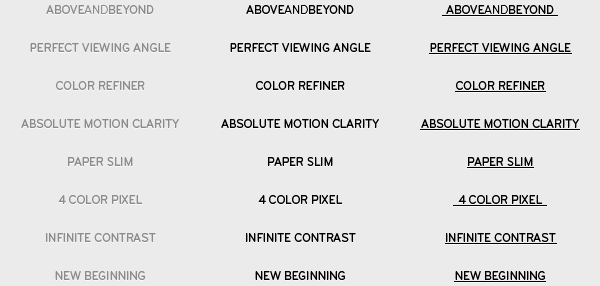 ABOVEANDBEYOND ABOVEANDBEYOND ABOVEANDBEYOND
PERFECT VIEWING ANGLE PERFECT VIEWING ANGLE PERFECT VIEWING ANGLE
COLOR REFINER COLOR REFINER COLOR REFINER
ABSOLUTE MOTION CLARITY ABSOLUTE MOTION CLARITY ABSOLUTE MOTION CLARITY
PAPER SLIM PAPER SLIM PAPER SLIM
4 COLOR PIXEL 4 COLOR PIXEL 4 COLOR PIXEL
INFINITE CONTRAST INFINITE CONTRAST INFINITE CONTRAST
NEW BEGINNING NEW BEGINNING NEW BEGINNING